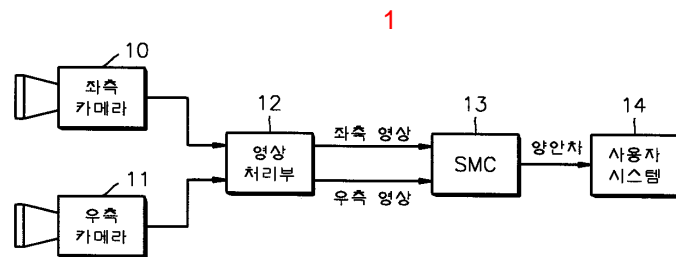 1
10
좌측
카메라
11
우측
카메라
12
영상
처리부
좌측 영상
우측 영상
13
SMC
양안차
14
사용자
시스템